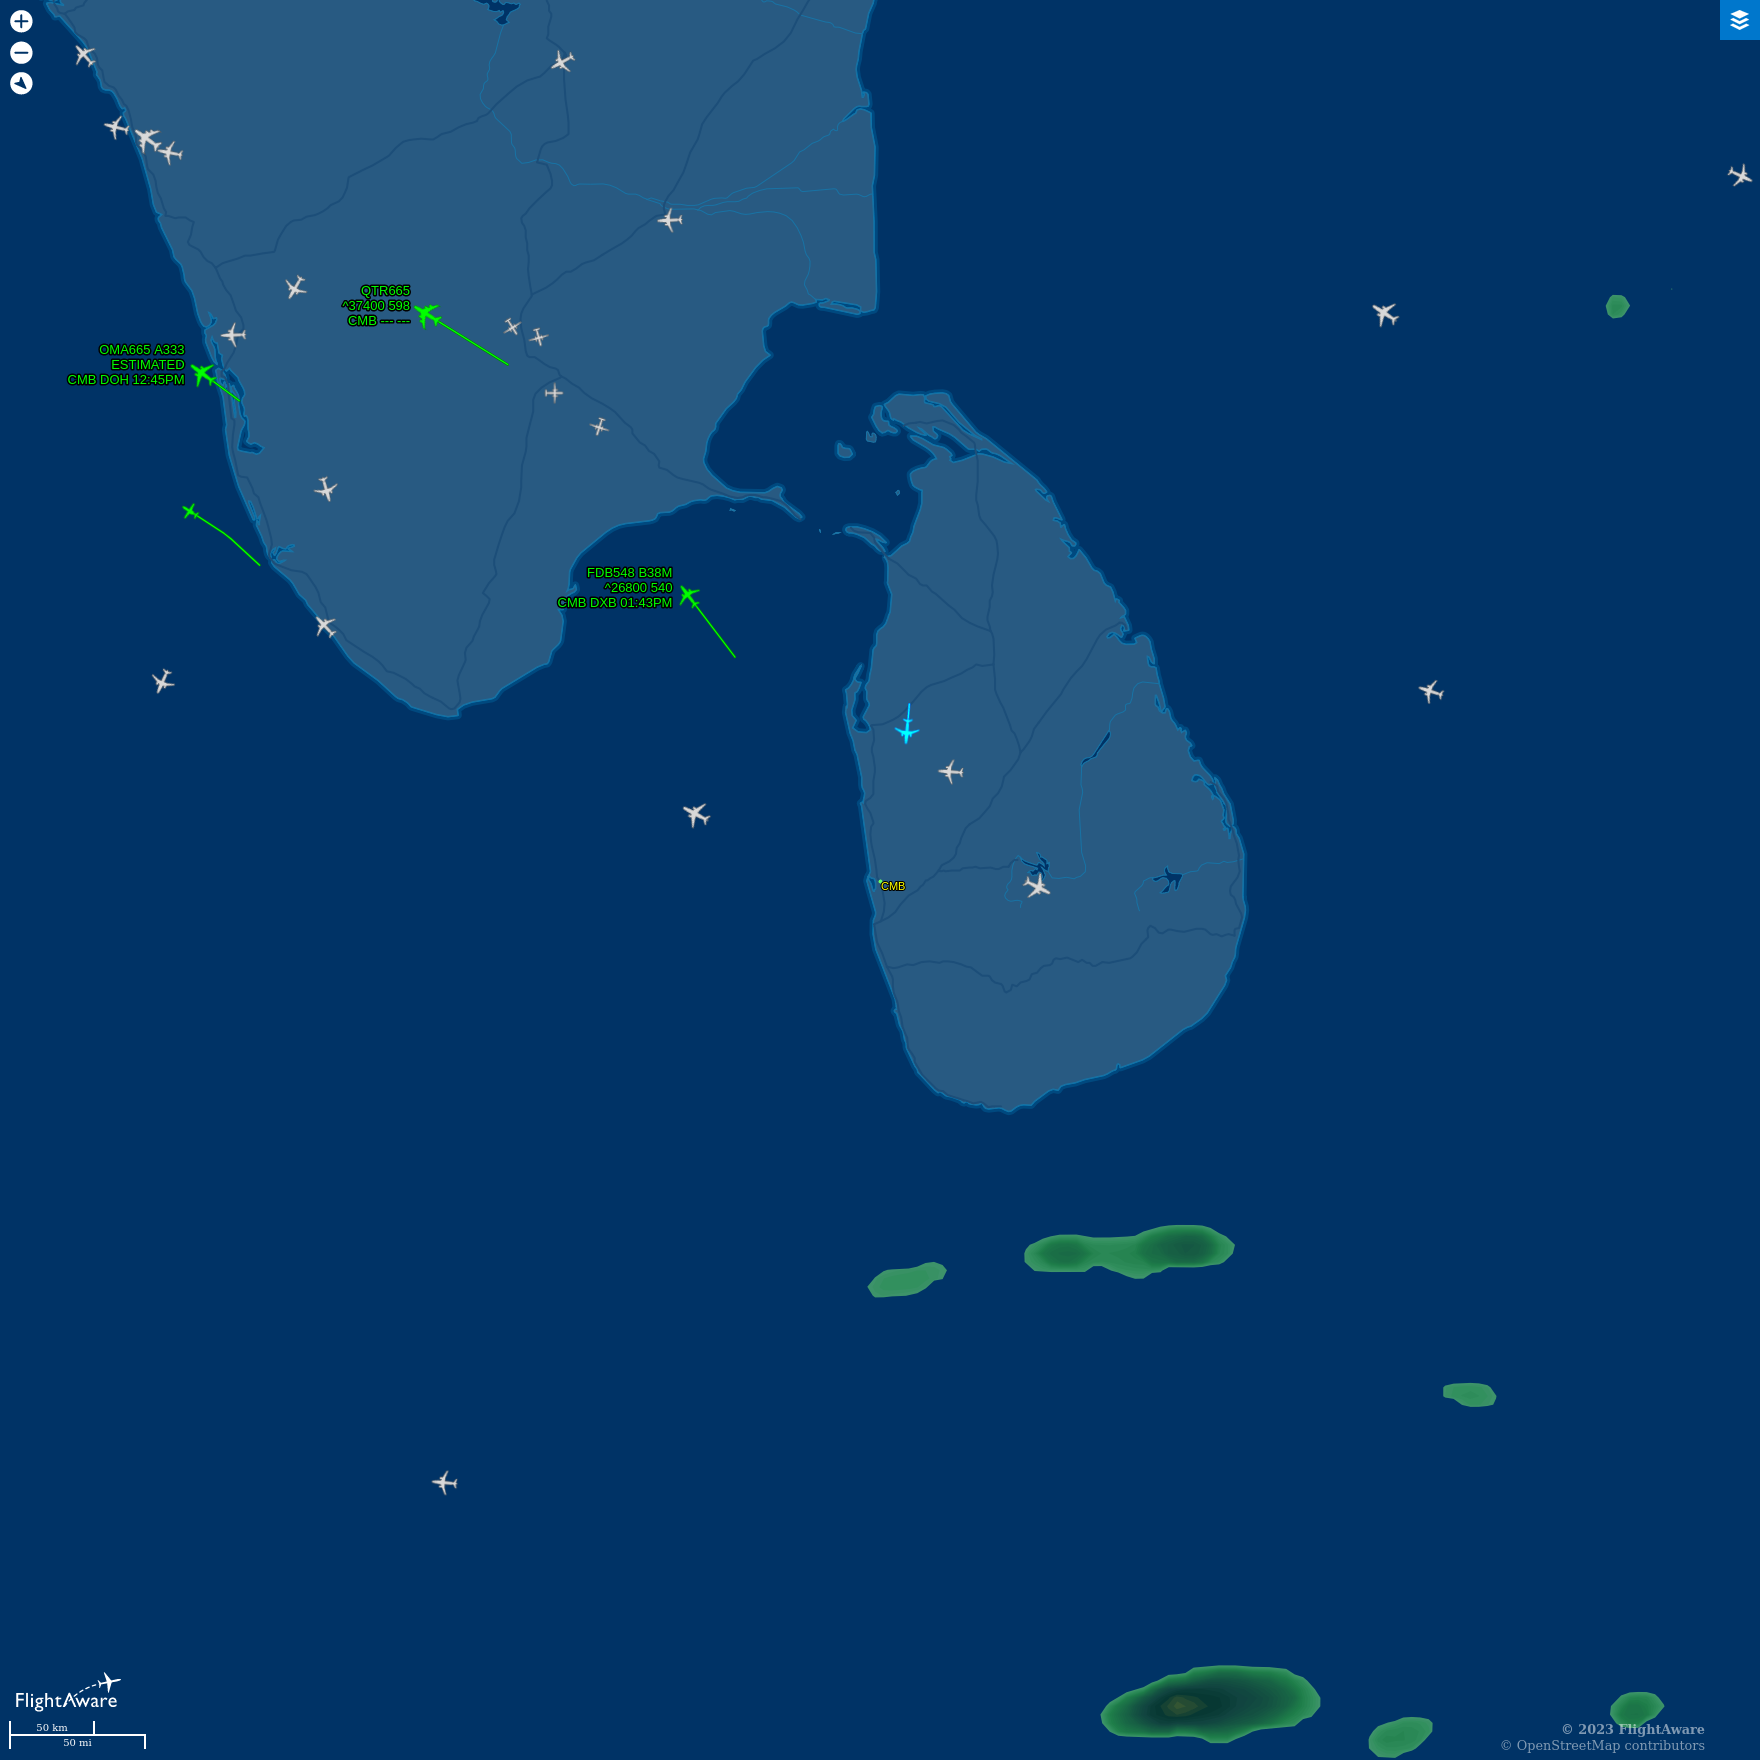 QTR665
^37400 598
CMB --- ---
OMA665 A333
ESTIMATED
CMB DOH 12:45PM
FDB548 B38M
^26800 540
CMB DXB 01:43PM
CMB
FlightAware
50 km
50 mi
© 2023 FlightAware
© OpenStreetMap contributors